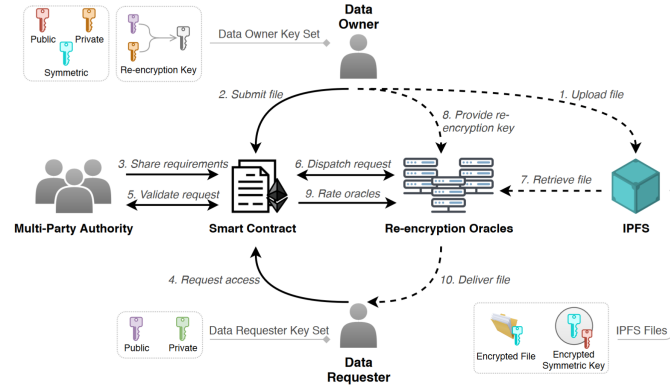 Data
Owner
Public
Private
Symmetric
Re-encryption Key
Data Owner Key Set
2. Submit file
1. Upload file
8. Provide re-
encryption key
3. Share requirements
6. Dispatch request
7. Retrieve file
5. Validate request
9. Rate oracles
Multi-Party Authority
Smart Contract
Re-encryption Oracles
IPFS
4. Request access
10. Deliver file
Public
Private
Data Requester Key Set
Data
Requester
Encrypted File
Encrypted
Symmetric Key
IPFS Files